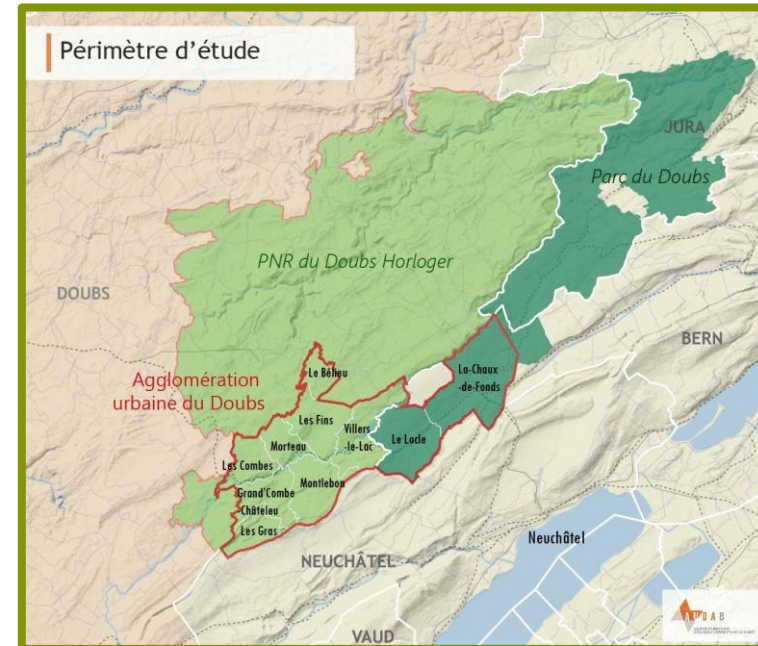 Périmètre d'étude
JURA
Parc du Doubs
PNR du Doubs Horloger
DOUBS
BERN
Le Bélieu
La-Chaux
-de-Fonds
Agglomération
urbaine du Doubs
Les Fins
Villers
-le-Lac
Le Locle
Morteau
Les Combes
Montlebon
Grand'Combe
Châteleu
Les Gras
Neuchâtel
NEUCHÂTEL
VAUD
AUDAB